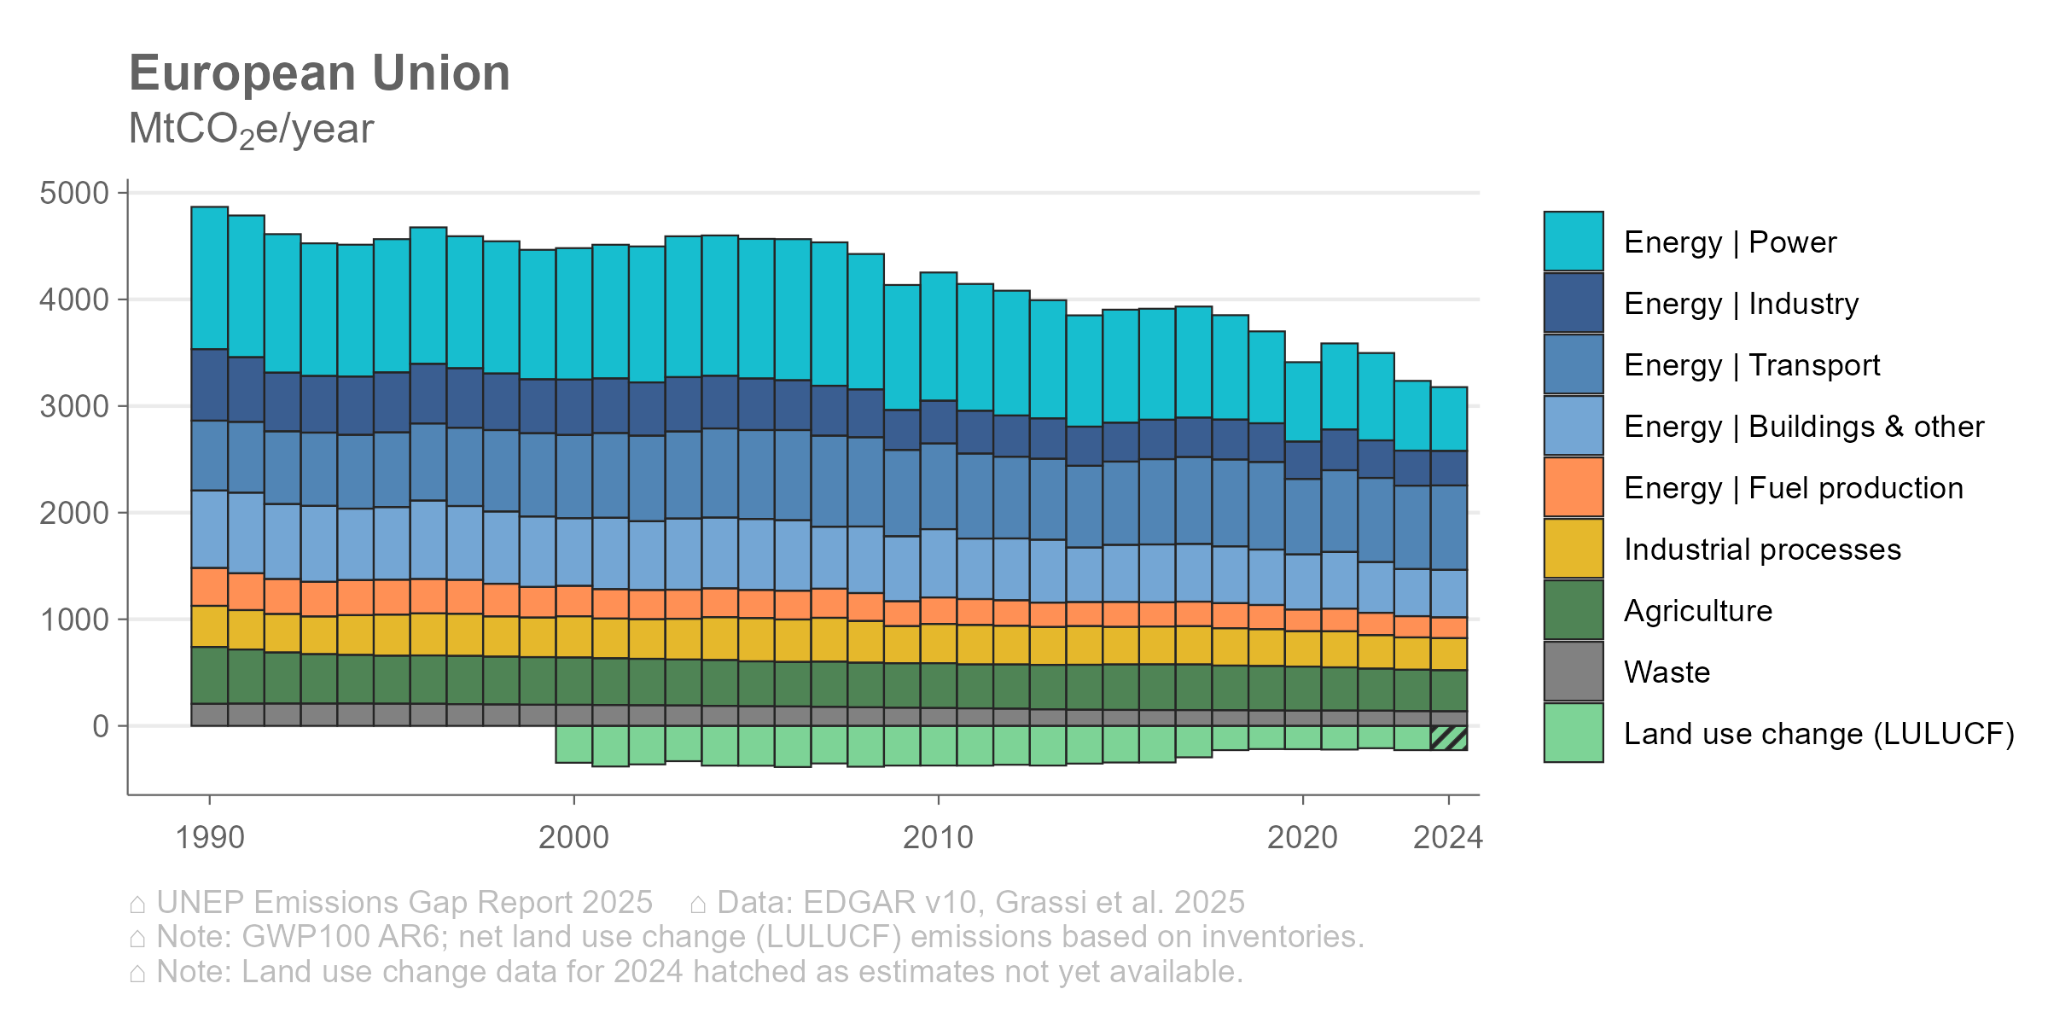 European Union
MtCO₂e/year
5000
4000
3000
2000
1000
0
1990 2000 2010 2020 2024
Energy | Power
Energy | Industry
Energy | Transport
Energy | Buildings & other
Energy | Fuel production
Industrial processes
Agriculture
Waste
Land use change (LULUCF)
⌂ UNEP Emissions Gap Report 2025 ⌂ Data: EDGAR v10, Grassi et al. 2025
⌂ Note: GWP100 AR6; net land use change (LULUCF) emissions based on inventories.
⌂ Note: Land use change data for 2024 hatched as estimates not yet available.